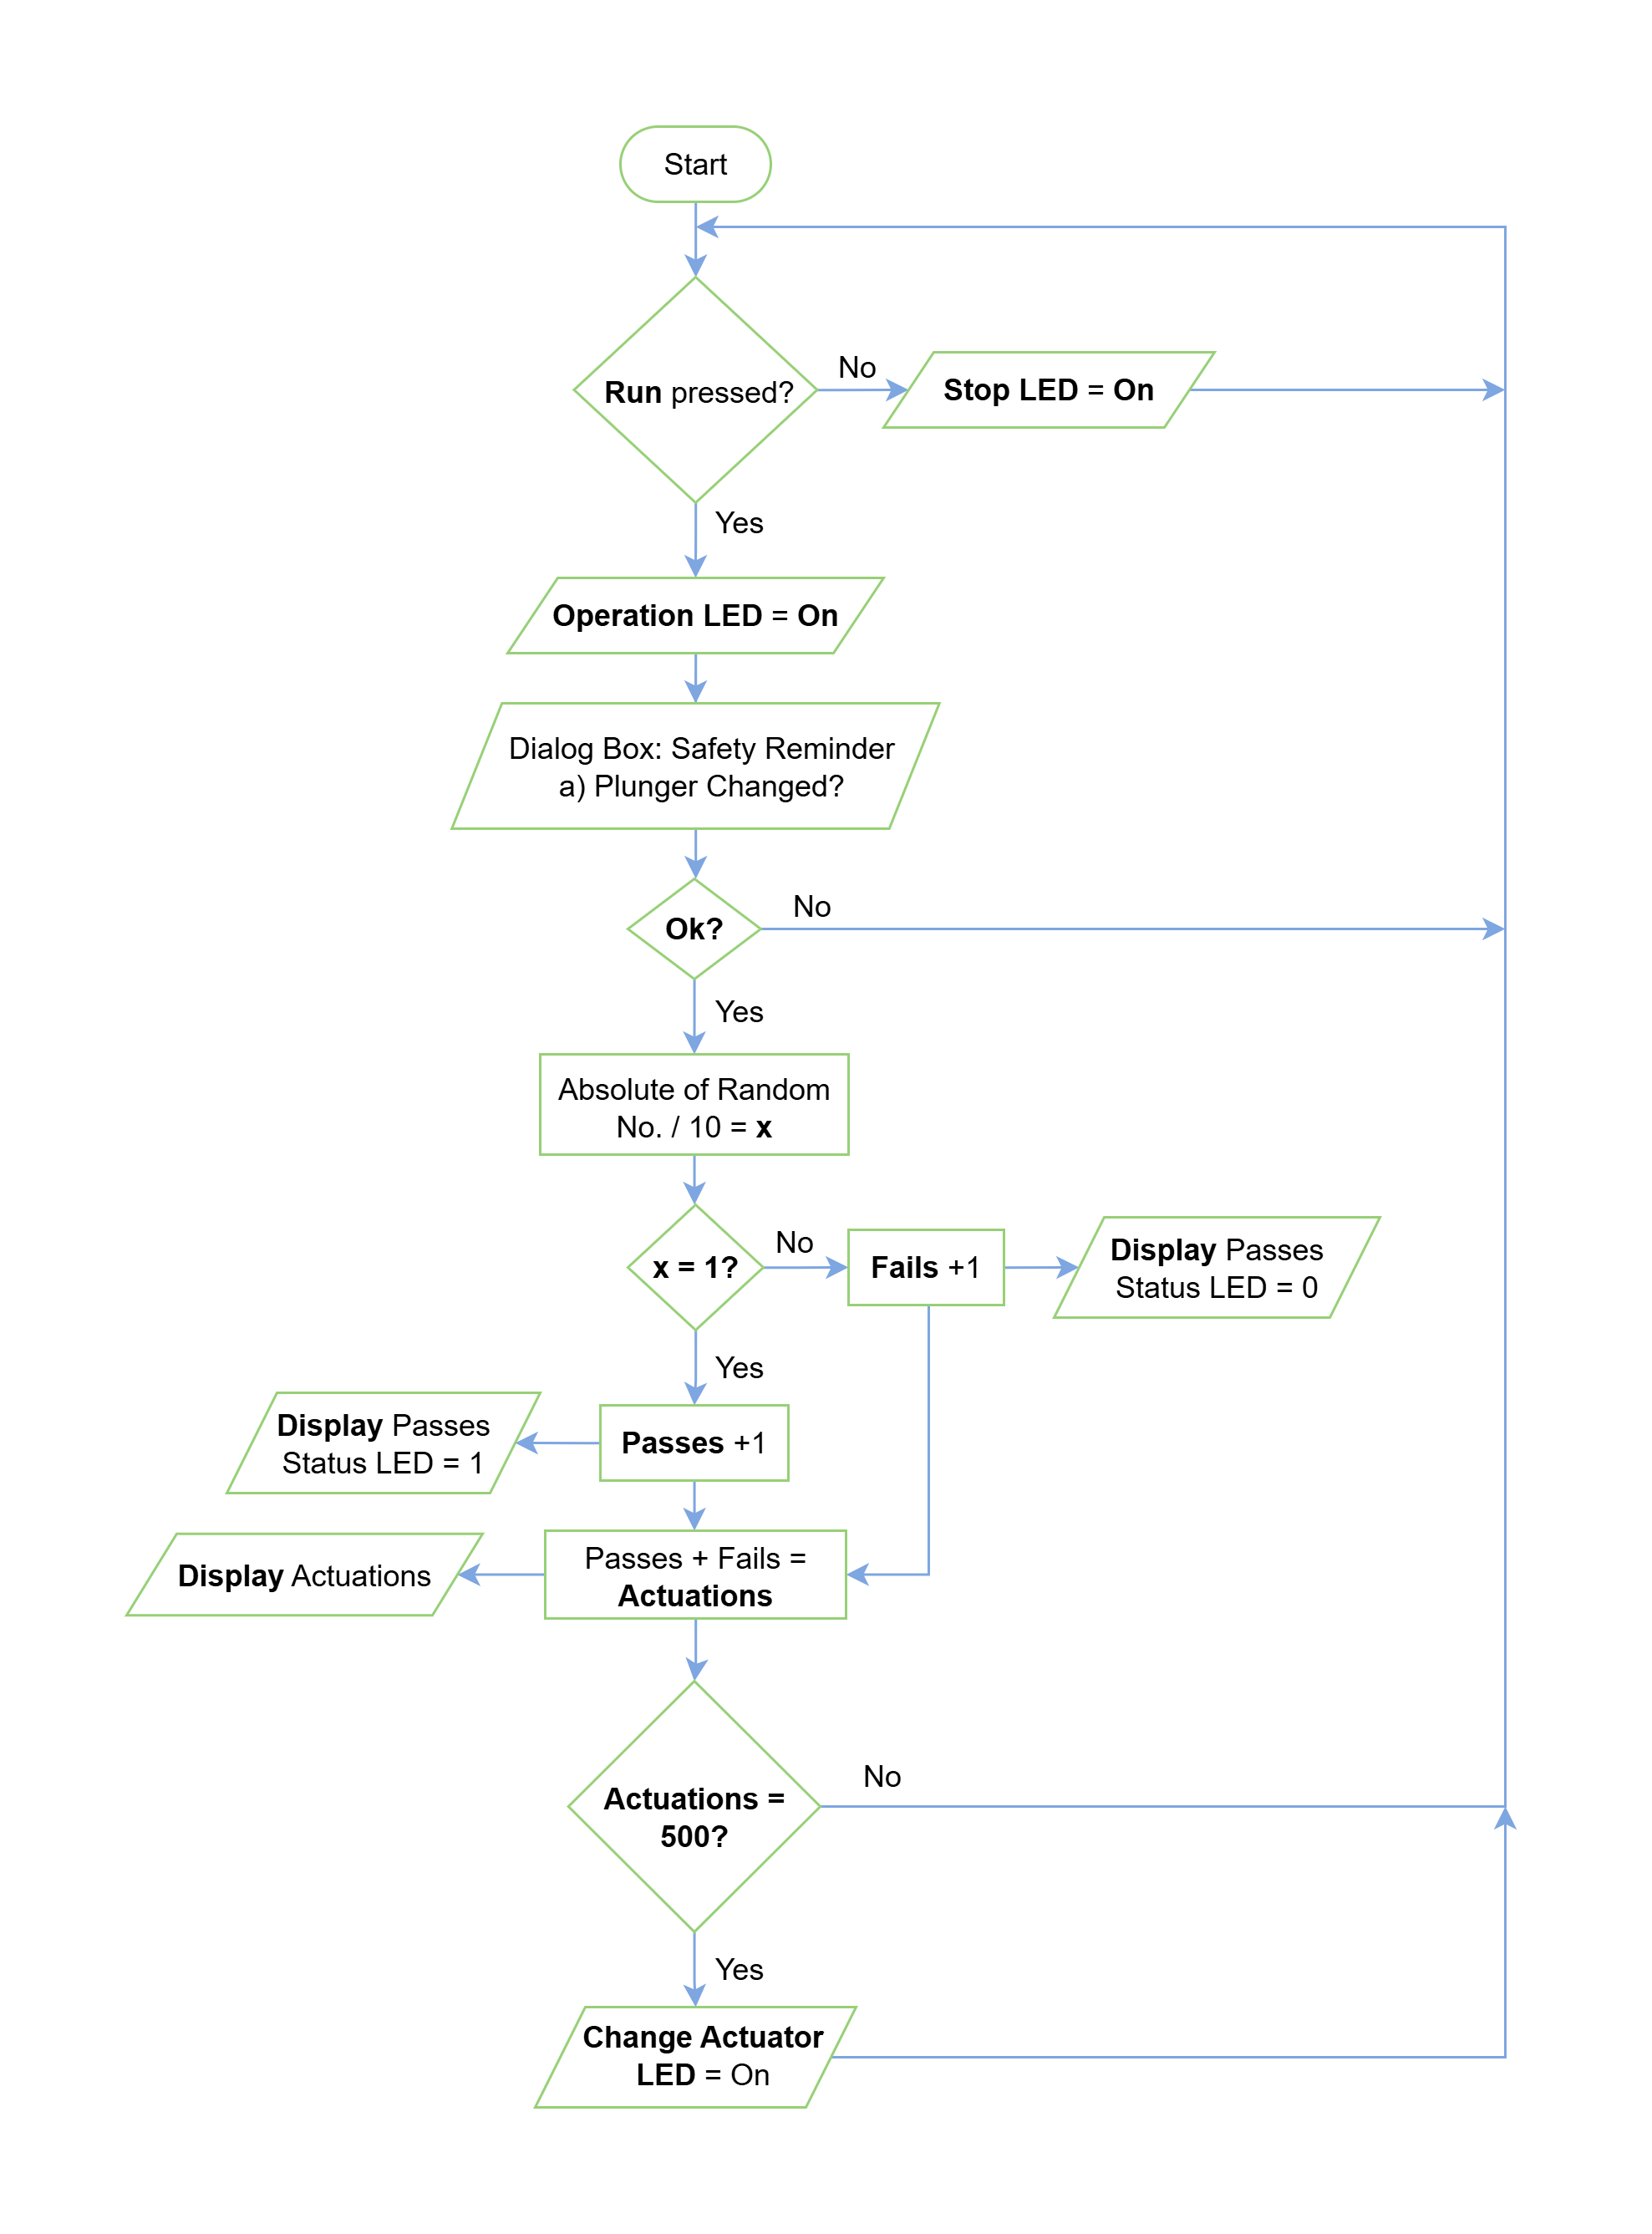 Start
Run pressed?
No
Stop LED = On
Yes
Operation LED = On
Dialog Box: Safety Reminder
a) Plunger Changed?
Ok?
No
Yes
Absolute of Random
No. / 10 = x
x = 1?
No
Fails +1
Display Passes
Status LED = 0
Yes
Passes +1
Display Passes
Status LED = 1
Passes + Fails =
Actuations
Display Actuations
Actuations =
500?
No
Yes
Change Actuator
LED = On